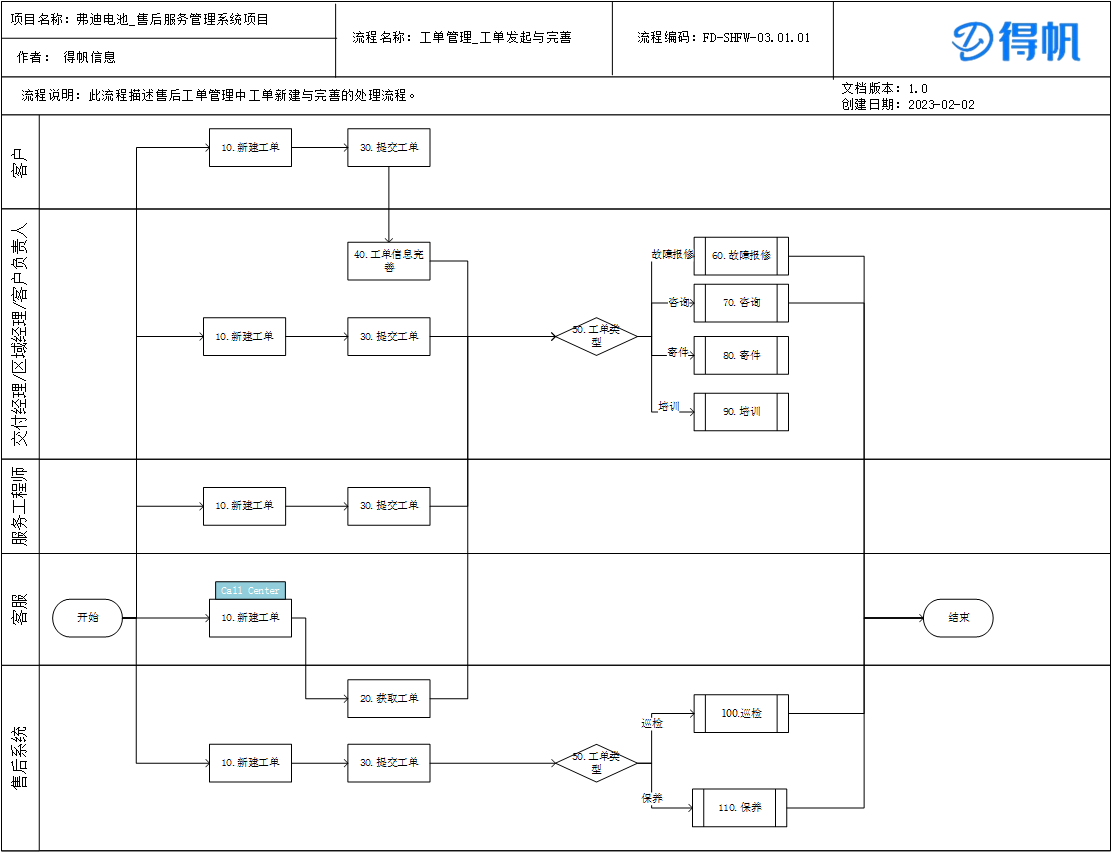 项目名称：弗迪电池_售后服务管理系统项目
作者： 得帆信息
流程名称：工单管理_工单发起与完善
流程编码：FD-SHFW-03.01.01
得帆
流程说明：此流程描述售后工单管理中工单新建与完善的处理流程。
文档版本：1.0
创建日期：2023-02-02
客户
10.新建工单
30.提交工单
交付经理/区域经理/客户负责人
40.工单信息完
善
10.新建工单
30.提交工单
50.工单类
型
故障报修
60.故障报修
咨询
70.咨询
寄件
80.寄件
培训
90.培训
服务工程师
10.新建工单
30.提交工单
客服
开始
Call Center
10.新建工单
结束
售后系统
20.获取工单
10.新建工单
30.提交工单
50.工单类
型
巡检
100.巡检
保养
110.保养